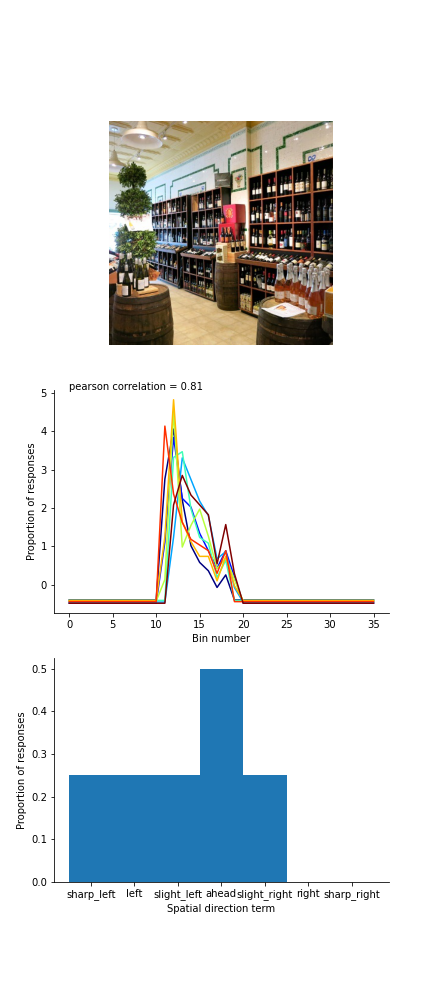 pearson correlation = 0.81
5
4
3
2
1
0
Proportion of responses
0 5 10 15 20 25 30 35
Bin number
0.5
0.4
0.3
0.2
0.1
0.0
Proportion of responses
sharp_left left slight_left ahead slight_right right sharp_right
Spatial direction term